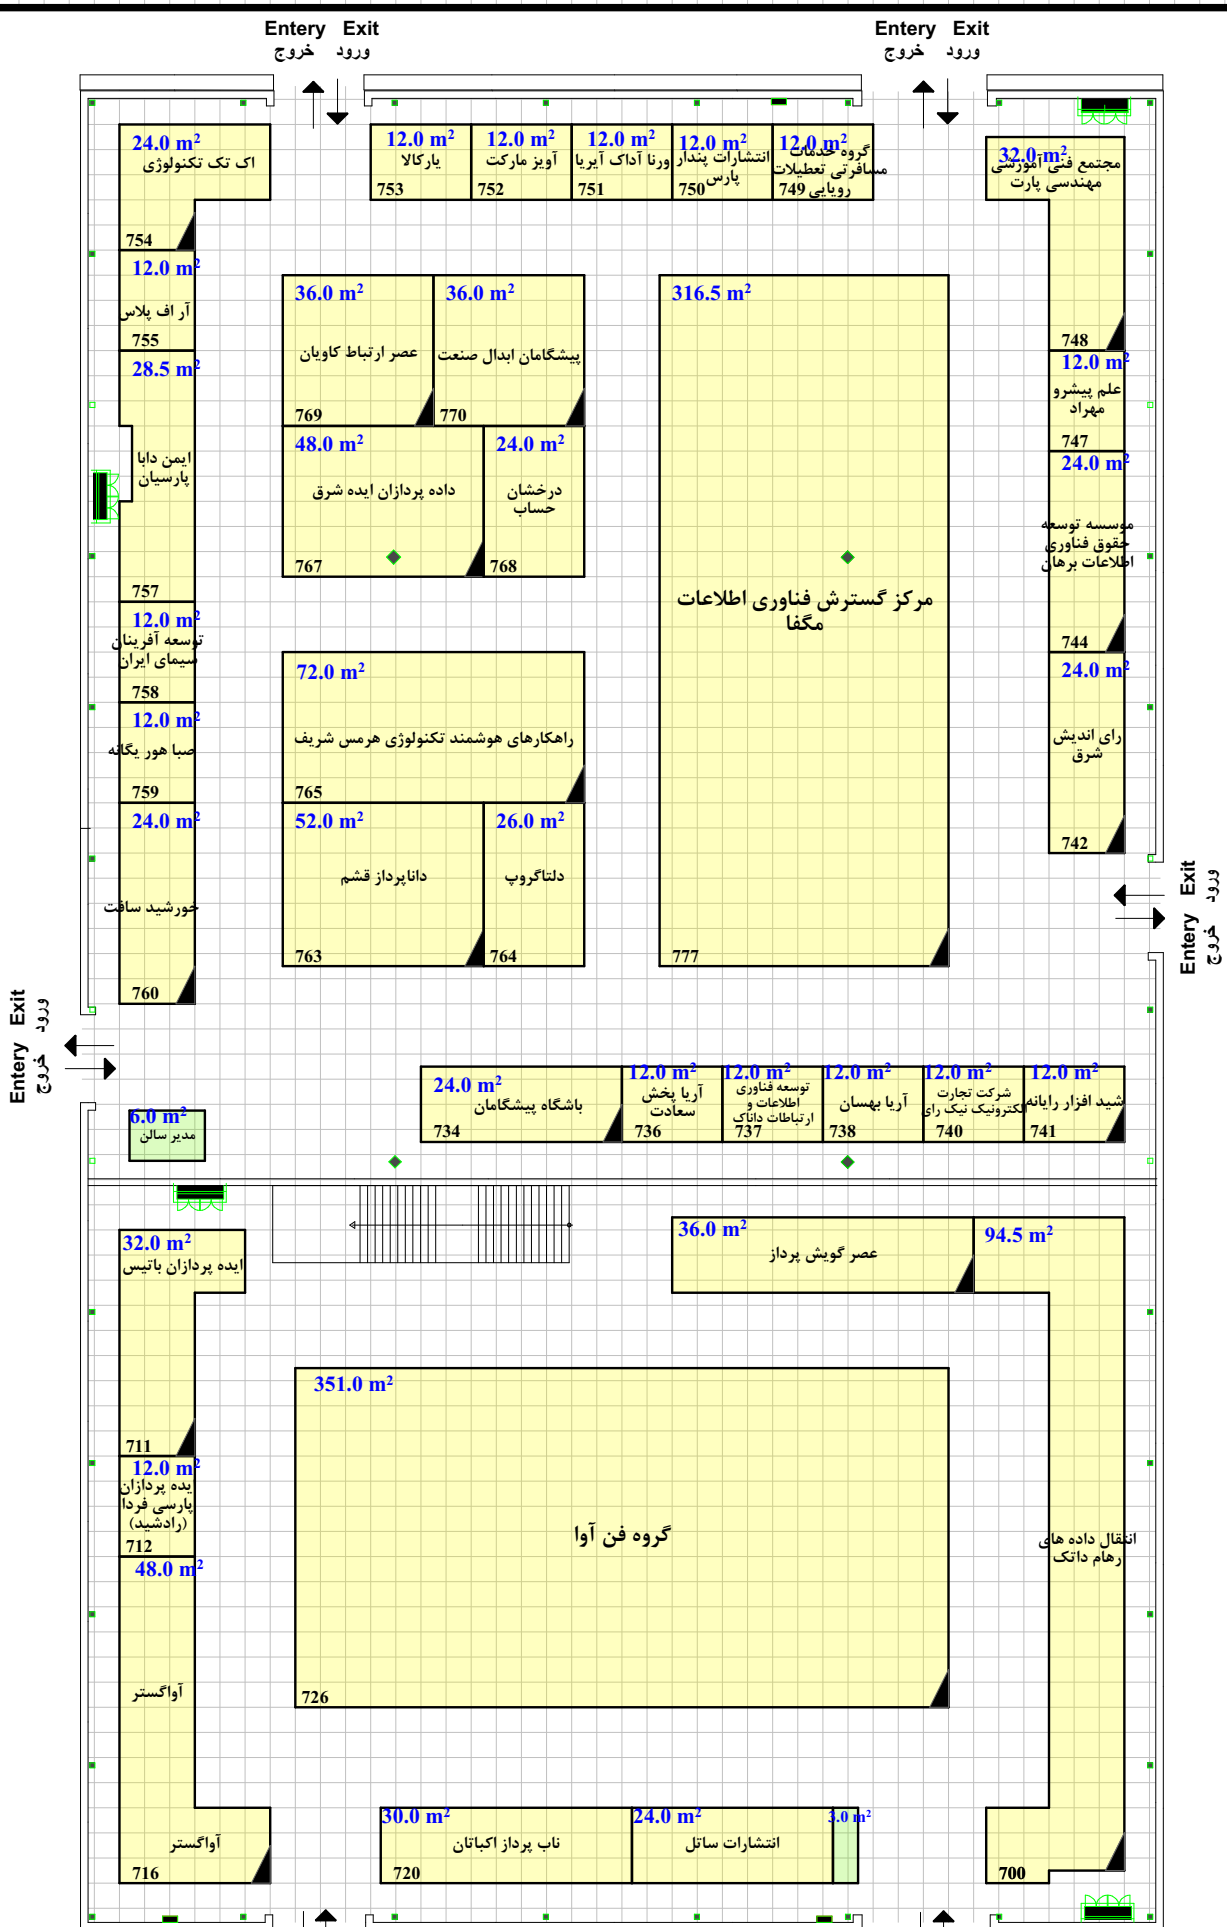 Entery Exit
خروج ورود
Entery Exit
خروج ورود
24.0 m²
اک تک تکنولوژی
754
12.0 m²
یارکالا
753
12.0 m²
آویز مارکت
752
12.0 m²
ورنا آداک آیریا
751
12.0 m²
انتشارات پندار
پارس
750
12.0 m²
گروه خدمات
مسافرتی تعطیلات
رویایی
749
32.0 m²
مجتمع فنی آموزشی
مهندسی پارت
748
12.0 m²
آر اف پلاس
755
28.5 m²
ایمن دابا
پارسیان
757
36.0 m²
عصر ارتباط کاویان
769
36.0 m²
پیشگامان ابدال صنعت
770
316.5 m²
مرکز گسترش فناوری اطلاعات
مگفا
777
12.0 m²
علم پیشرو
مهراد
747
48.0 m²
داده پردازان ایده شرق
767
24.0 m²
درخشان
حساب
768
24.0 m²
موسسه توسعه
حقوق فناوری
اطلاعات برهان
744
12.0 m²
توسعه آفرینان
سیمای ایران
758
72.0 m²
راهکارهای هوشمند تکنولوژی هرمس شریف
765
24.0 m²
رای اندیش
شرق
742
12.0 m²
صبا هور یگانه
759
24.0 m²
خورشید سافت
760
52.0 m²
داناپرداز قشم
763
26.0 m²
دلتاگروپ
764
Entery Exit
خروج ورود
Entery Exit
خروج ورود
24.0 m²
باشگاه پیشگامان
734
12.0 m²
آریا پخش
سعادت
736
12.0 m²
توسعه فناوری
اطلاعات و
ارتباطات داناک
737
12.0 m²
آریا بهسان
738
12.0 m²
شرکت تجارت
الکترونیک نیک رای
740
12.0 m²
شید افزار رایانه
741
6.0 m²
مدیر سالن
32.0 m²
ایده پردازان باتیس
711
36.0 m²
عصر گویش پرداز
94.5 m²
انتقال داده های
رهام داتک
700
351.0 m²
گروه فن آوا
726
12.0 m²
یده پردازان
پارسی فردا
(رادشید)
712
48.0 m²
آواگستر
آواگستر
716
30.0 m²
ناب پرداز اکباتان
720
24.0 m²
انتشارات ساتل
3.0 m²